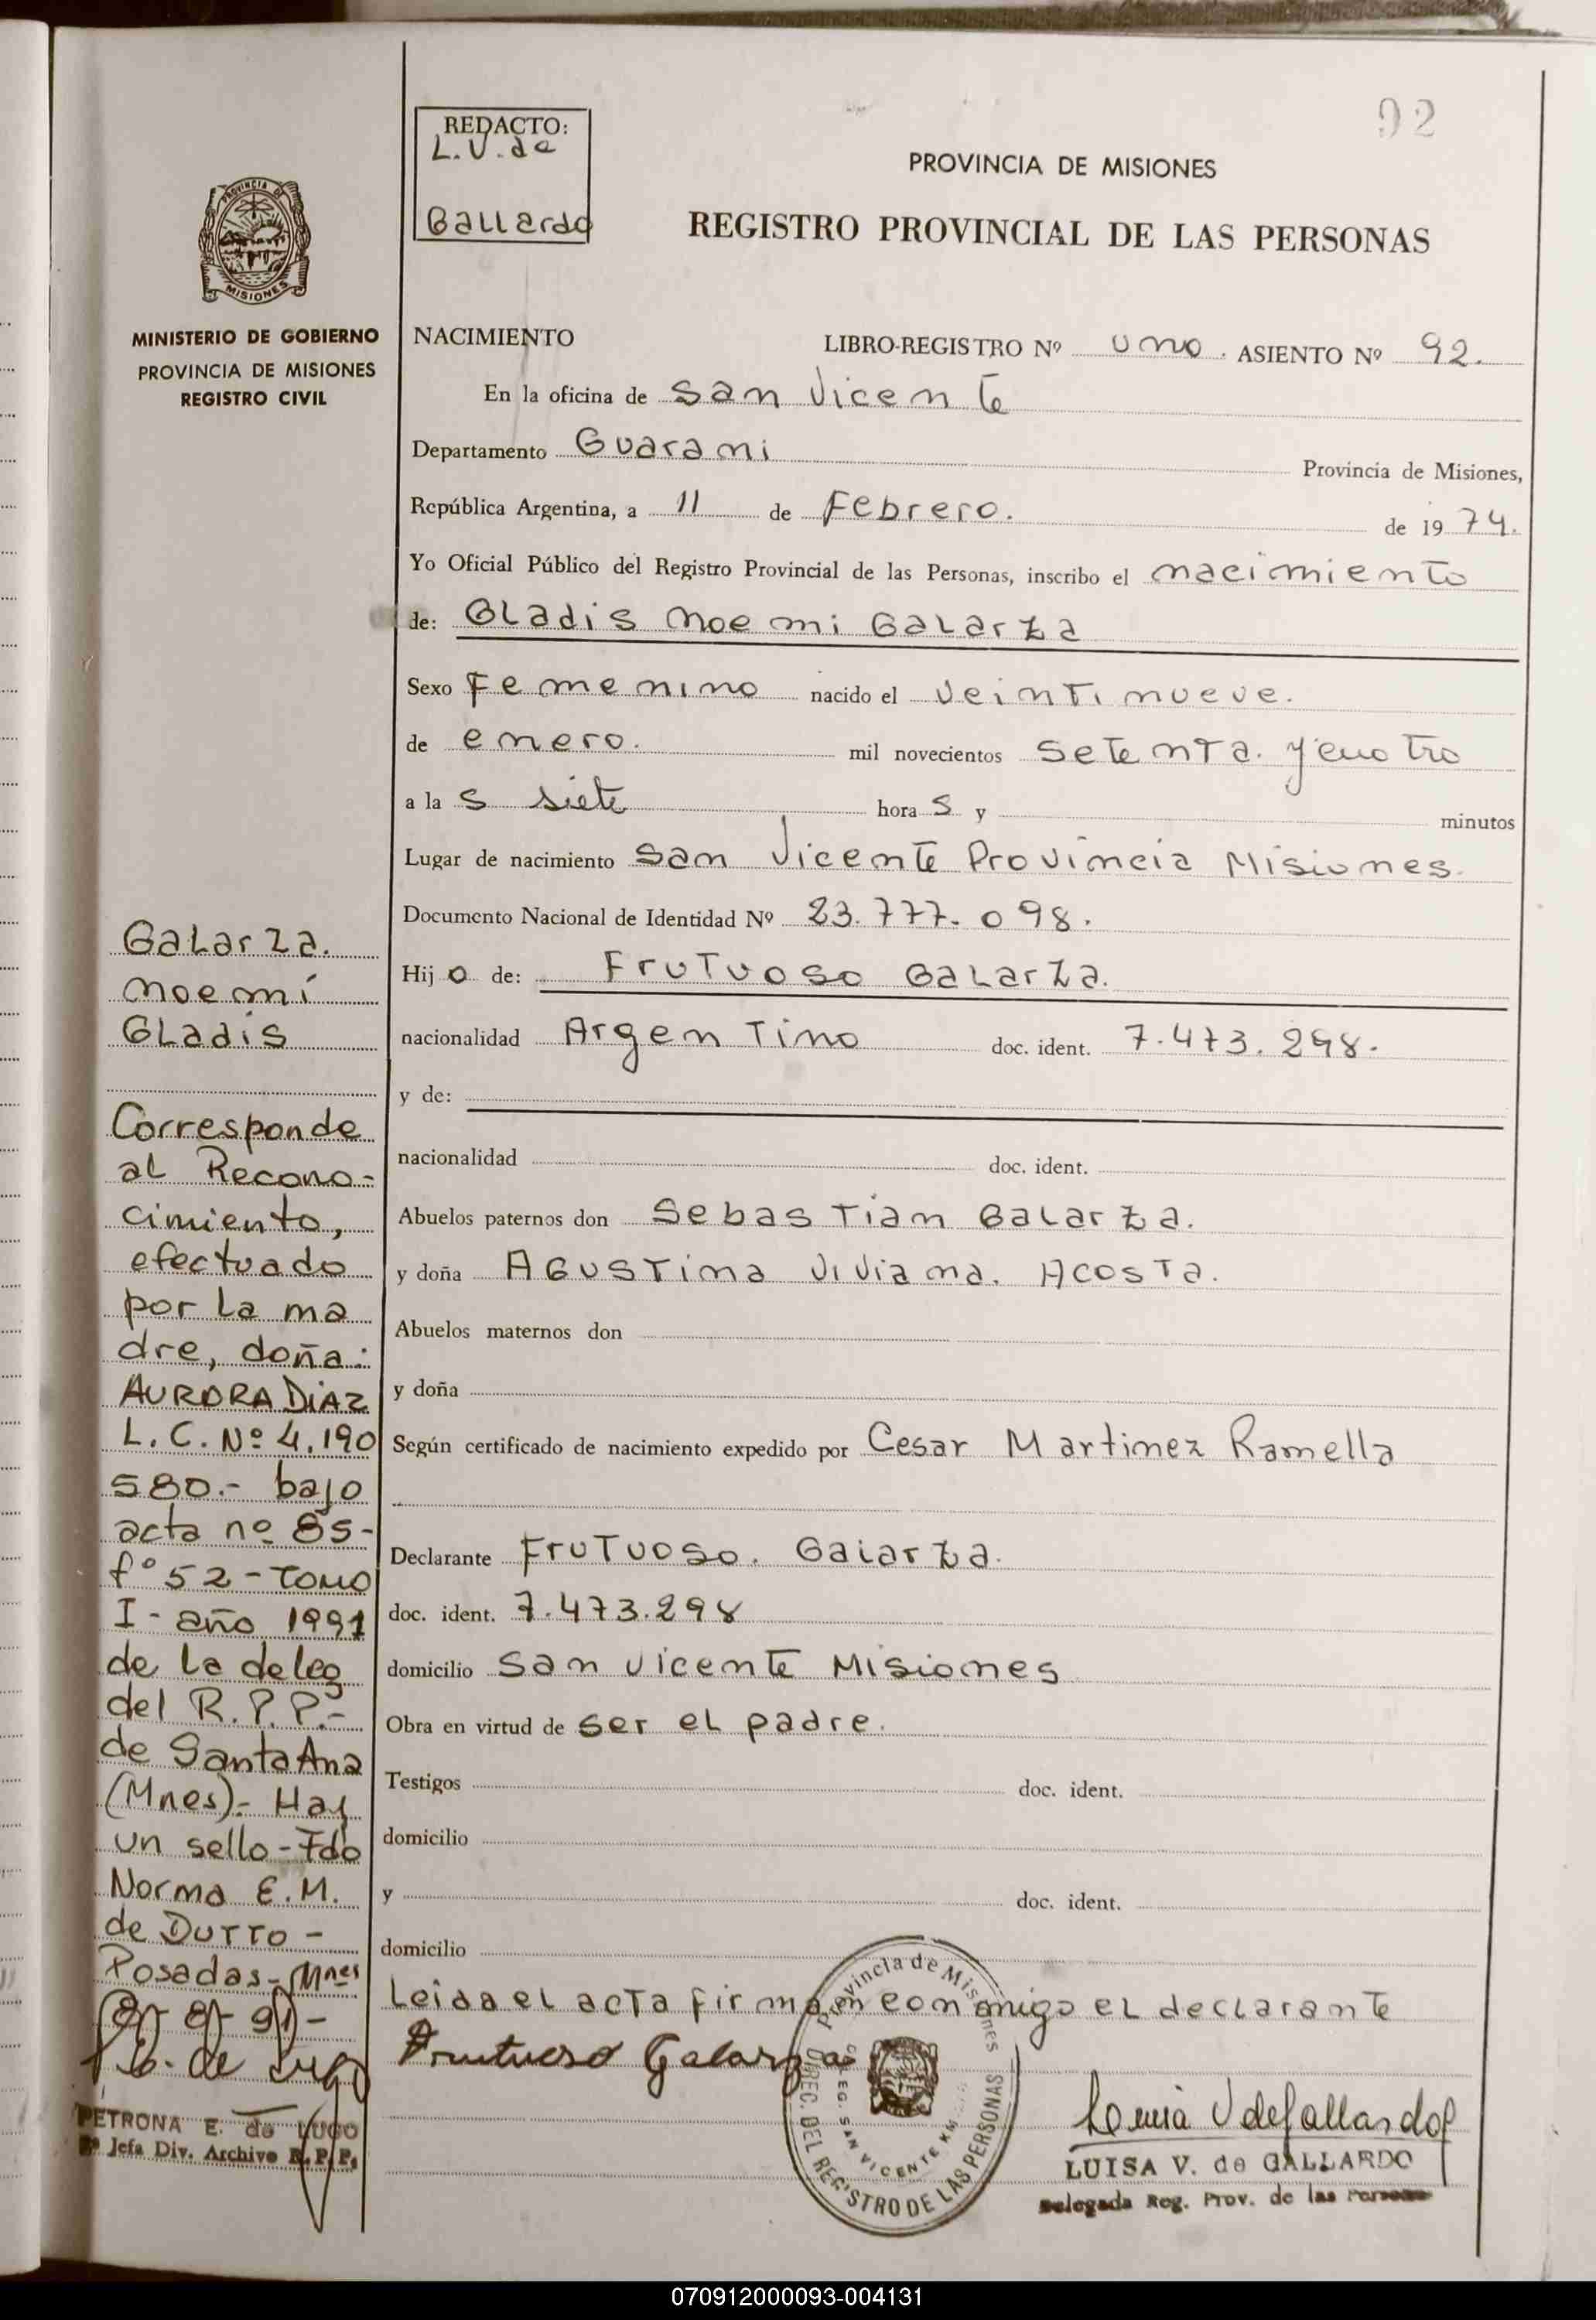 92
REDACTO:
L.V. de
Gallardo
PROVINCIA DE MISIONES
REGISTRO PROVINCIAL DE LAS PERSONAS
PROVINCIA DE
MISIONES
MINISTERIO DE GOBIERNO
PROVINCIA DE MISIONES
REGISTRO CIVIL
NACIMIENTO LIBRO-REGISTRO Nº uno. ASIENTO Nº 92.
En la oficina de San Vicente
Departamento Guarani Provincia de Misiones,
República Argentina, a 11 de Febrero. de 1974.
Yo Oficial Público del Registro Provincial de las Personas, inscribo el nacimiento
de: Gladis Noemi Galarza
Sexo Femenino nacido el veintinueve.
de enero. mil novecientos setenta. y cuatro
a las siete horas y minutos
Lugar de nacimiento San Vicente Provincia Misiones.
Documento Nacional de Identidad Nº 23.777.098.
Hijo de: Frutuoso Galarza.
nacionalidad Argentino doc. ident. 7.473.298.
y de:
nacionalidad doc. ident.
Abuelos paternos don Sebastian Galarza.
y doña Agustina Viviana. Acosta.
Abuelos maternos don
y doña
Según certificado de nacimiento expedido por Cesar Martinez Ramella
Declarante Frutuoso. Galarza.
doc. ident. 7.473.298
domicilio San Vicente Misiones
Obra en virtud de ser el padre.
Testigos doc. ident.
domicilio
y doc. ident.
domicilio
Leida el acta firman conmigo el declarante
Frutuoso Galarza
Provincia de Misiones
DIREC. DEL REGISTRO DE LAS PERSONAS
DELEG. SAN VICENTE KM
LUISA V. de GALLARDO
Delegada Reg. Prov. de las Personas
Galarza.
Noemí
Gladis
Corresponde
al Recono-
cimiento,
efectuado
por la ma
dre, doña:
AURORA DIAZ
L.C. Nº 4.190
580.- bajo
acta nº 85-
fº 52 - TOMO
I - año 1991
de la deleg
del R.P.P.-
de Santa Ana
(Mnes).- Hay
un sello - Fdo
Norma E.M.
de Dutto -
Posadas - Mnes
PETRONA E. de LUGO
Jefa Div. Archivo R.P.P.
070912000093-004131